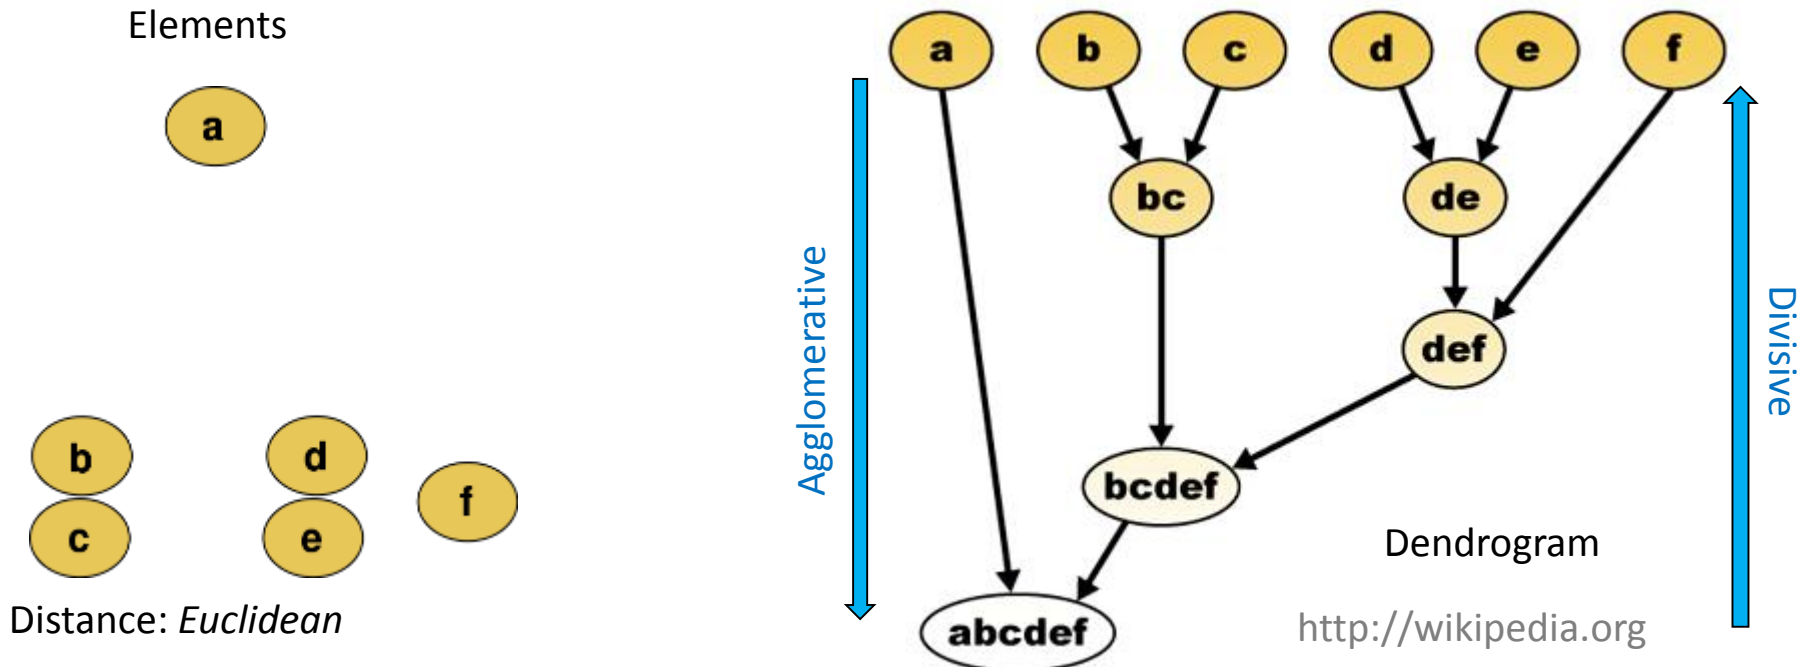 Elements
a
b
d
f
c
e
Distance: Euclidean
a b c d e f
bc de
def
bcdef
abcdef
Agglomerative
Divisive
Dendrogram
http://wikipedia.org